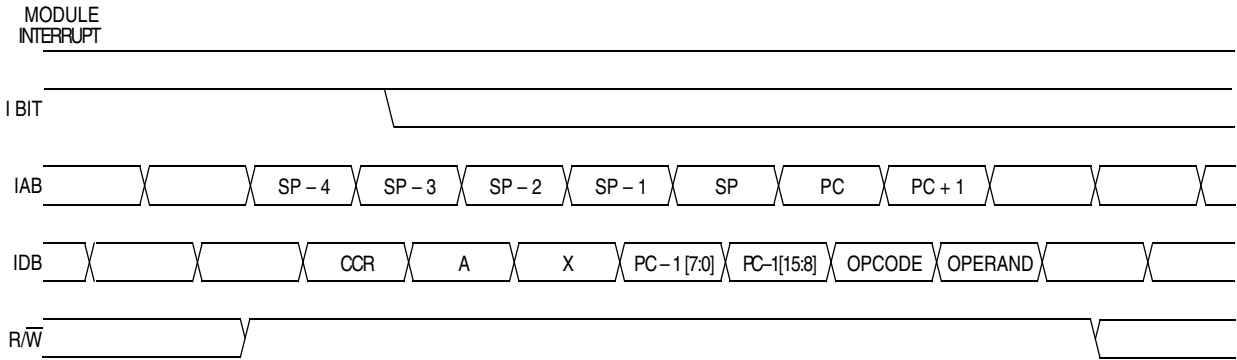 MODULE
INTERRUPT
I BIT
IAB SP – 4 SP – 3 SP – 2 SP – 1 SP PC PC + 1
IDB CCR A X PC – 1 [7:0] PC–1[15:8] OPCODE OPERAND
R/W̅